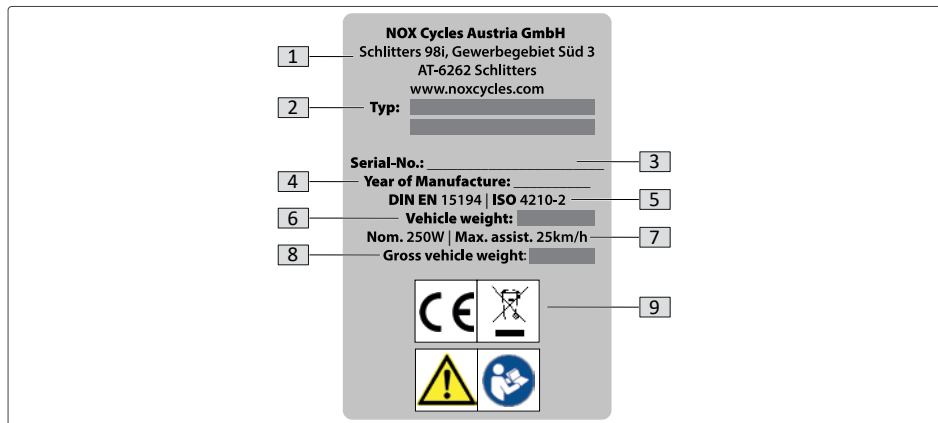 NOX Cycles Austria GmbH
1 Schlitters 98i, Gewerbegebiet Süd 3
AT-6262 Schlitters
www.noxcycles.com
2 Typ:
Serial-No.: 3
4 Year of Manufacture:
DIN EN 15194 | ISO 4210-2 5
6 Vehicle weight:
Nom. 250W | Max. assist. 25km/h 7
8 Gross vehicle weight:
CE 9